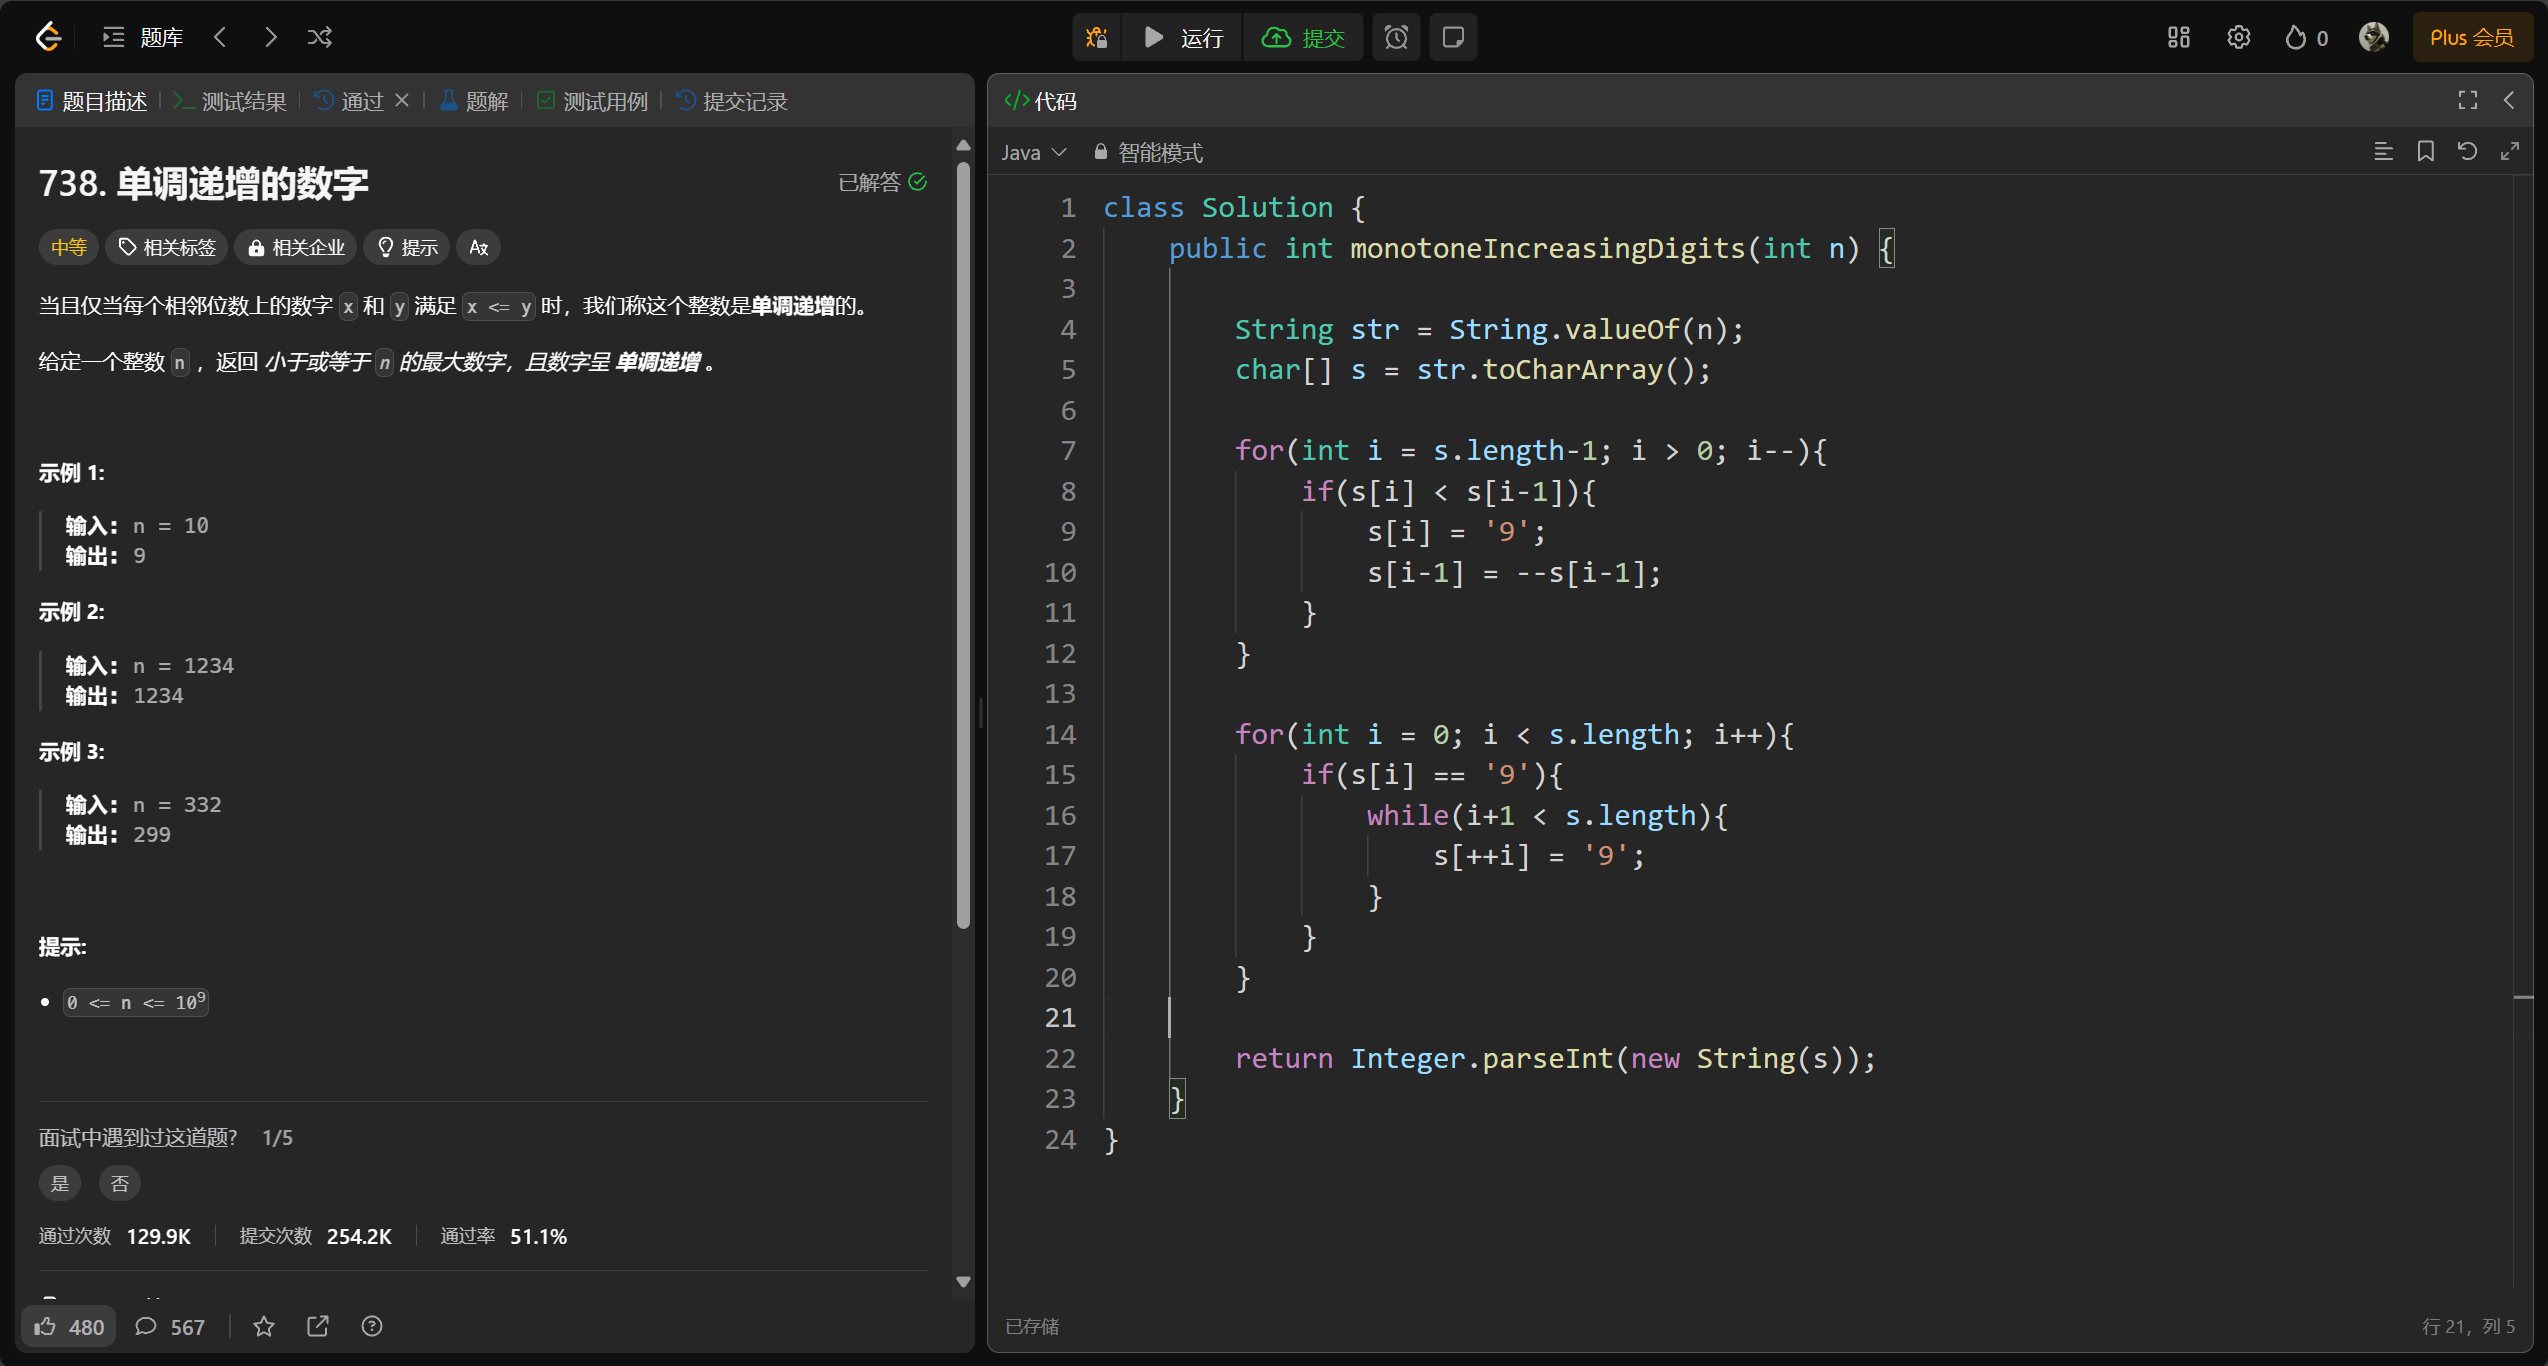 题库
运行
提交
0
Plus 会员
题目描述
测试结果
通过
题解
测试用例
提交记录
738. 单调递增的数字
已解答
中等
相关标签
相关企业
提示
当且仅当每个相邻位数上的数字 x 和 y 满足 x <= y 时，我们称这个整数是单调递增的。
给定一个整数 n ，返回 小于或等于 n 的最大数字，且数字呈 单调递增 。
示例 1:
输入: n = 10
输出: 9
示例 2:
输入: n = 1234
输出: 1234
示例 3:
输入: n = 332
输出: 299
提示:
0 <= n <= 10⁹
面试中遇到过这道题? 1/5
是
否
通过次数 129.9K
提交次数 254.2K
通过率 51.1%
480
567
</> 代码
Java
智能模式
1 class Solution {
2 public int monotoneIncreasingDigits(int n) {
3
4 String str = String.valueOf(n);
5 char[] s = str.toCharArray();
6
7 for(int i = s.length-1; i > 0; i--){
8 if(s[i] < s[i-1]){
9 s[i] = '9';
10 s[i-1] = --s[i-1];
11 }
12 }
13
14 for(int i = 0; i < s.length; i++){
15 if(s[i] == '9'){
16 while(i+1 < s.length){
17 s[++i] = '9';
18 }
19 }
20 }
21
22 return Integer.parseInt(new String(s));
23 }
24 }
已存储
行 21，列 5